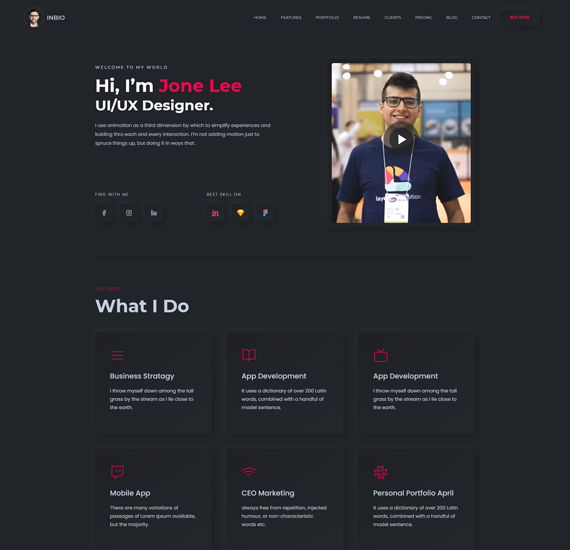 INBIO
HOME FEATURES PORTFOLIO RESUME CLIENTS PRICING BLOG CONTACT BUY NOW
WELCOME TO MY WORLD
Hi, I'm Jone Lee
UI/UX Designer.
I use animation as a third dimension by which to simplify experiences and
kuiding thro each and every interaction. I'm not adding motion just to
spruce things up, but doing it in ways that.
FIND WITH ME
BEST SKILL ON
in
in
FEATURES
What I Do
Business Stratagy
I throw myself down among the tall
grass by the stream as I lie close to
the earth.
App Development
It uses a dictionary of over 200 Latin
words, combined with a handful of
model sentence.
App Development
I throw myself down among the tall
grass by the stream as I lie close to
the earth.
Mobile App
There are many variations of
passages of Lorem Ipsum available,
but the majority.
CEO Marketing
always free from repetition, injected
humour, or non-characteristic
words etc.
Personal Portfolio April
It uses a dictionary of over 200 Latin
words, combined with a handful of
model sentence.